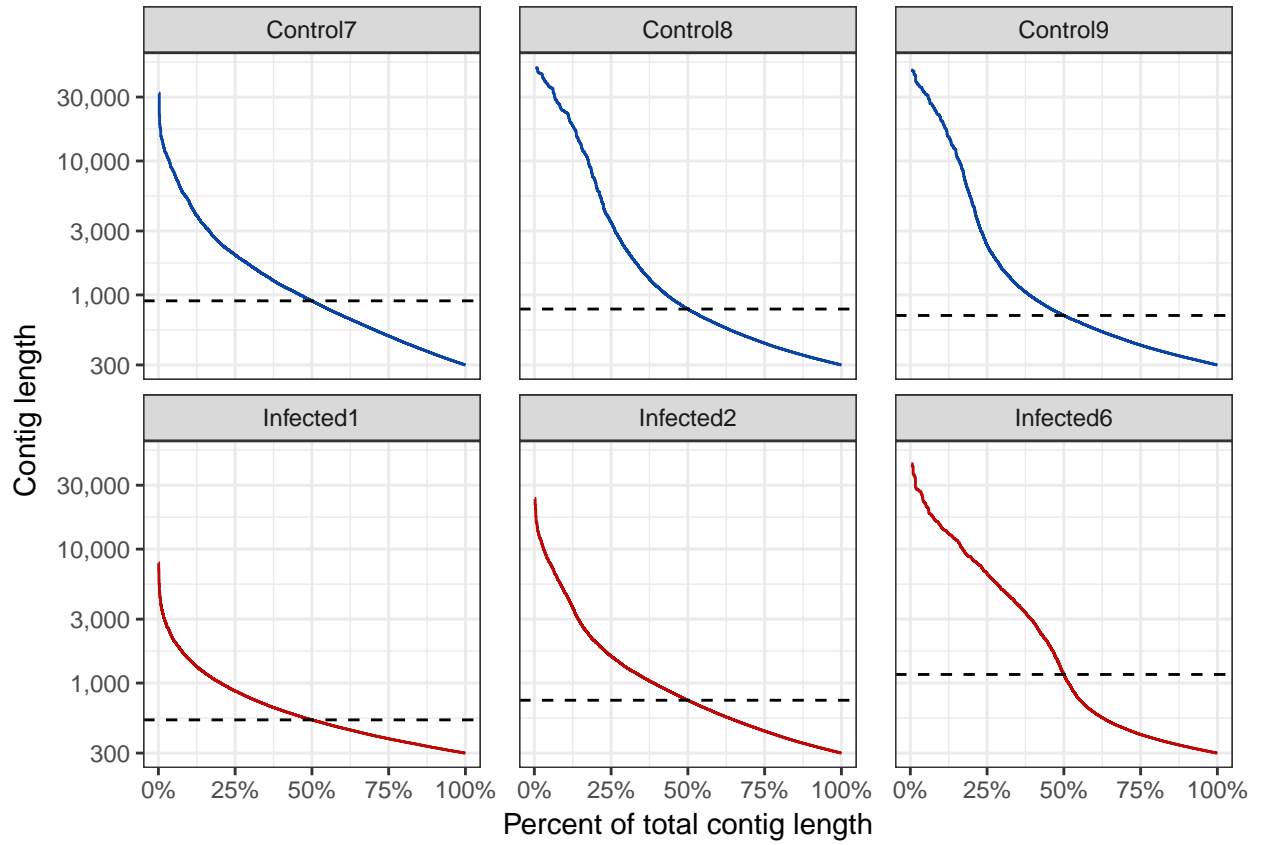 Control7 Control8 Control9
30,000
10,000
3,000
1,000
300
Contig length
Infected1 Infected2 Infected6
30,000
10,000
3,000
1,000
300
0% 25% 50% 75% 100% 0% 25% 50% 75% 100% 0% 25% 50% 75% 100%
Percent of total contig length